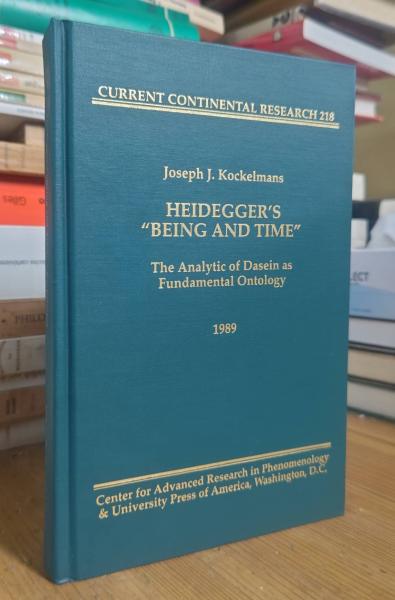 CURRENT CONTINENTAL RESEARCH 218
Joseph J. Kockelmans
HEIDEGGER'S
"BEING AND TIME"
The Analytic of Dasein as
Fundamental Ontology
1989
Center for Advanced Research in Phenomenology
& University Press of America, Washington, D.C.